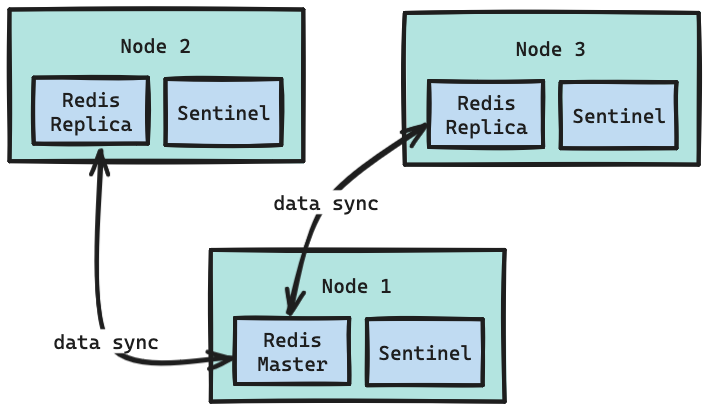 Node 2
Redis
Replica
Sentinel
Node 3
Redis
Replica
Sentinel
data sync
Node 1
Redis
Master
Sentinel
data sync